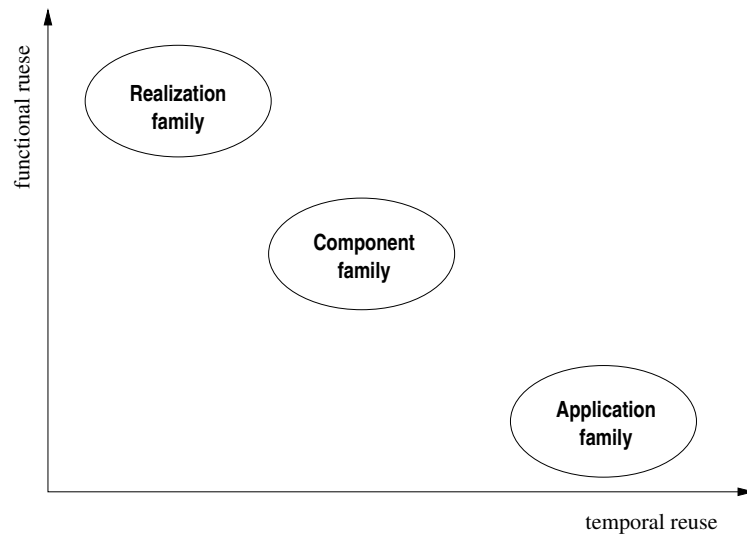 functional ruese
Realization
family
Component
family
Application
family
temporal reuse